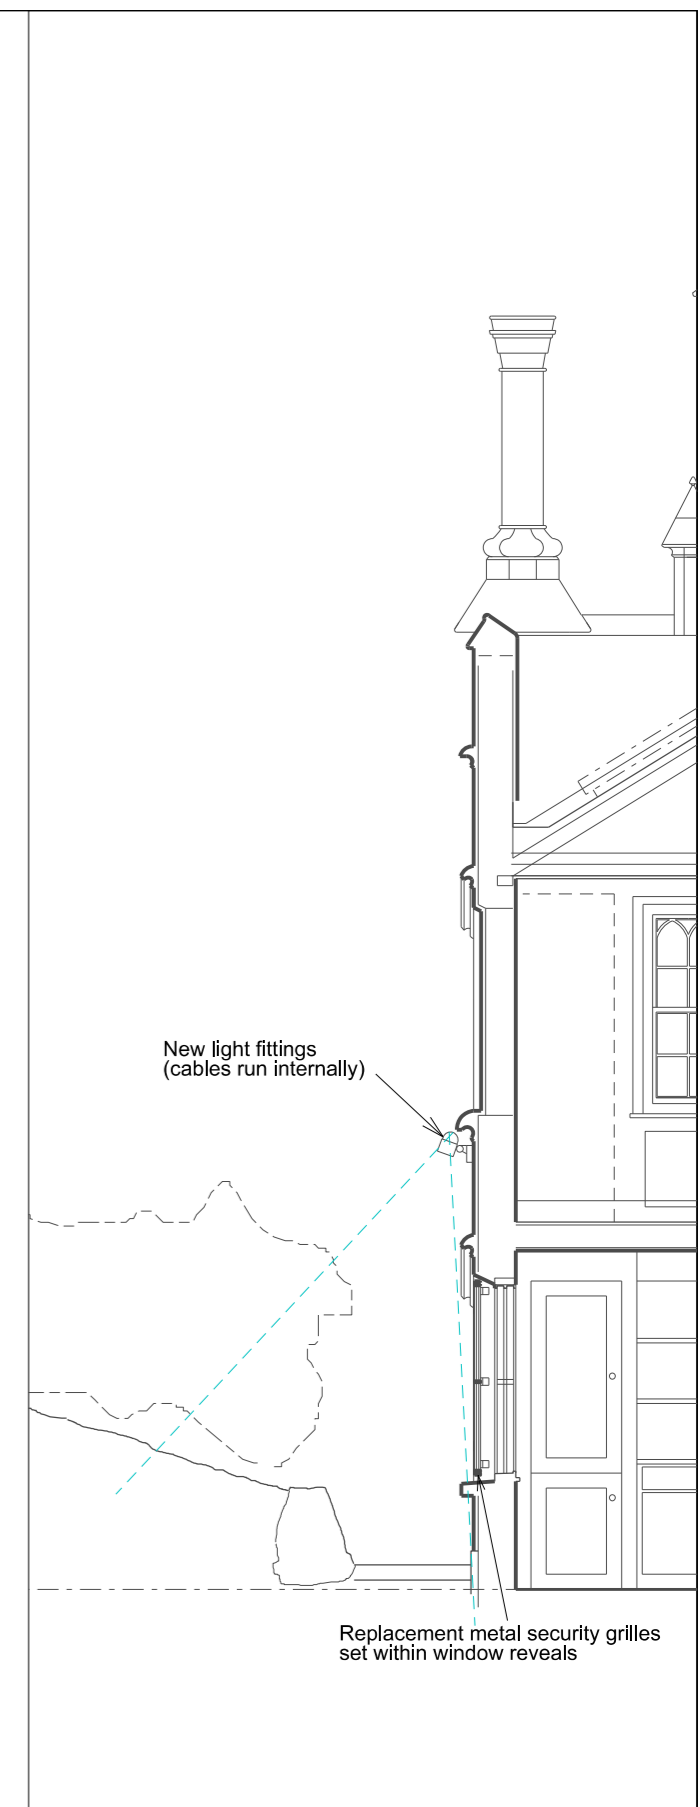 New light fittings
(cables run internally)
Replacement metal security grilles
set within window reveals